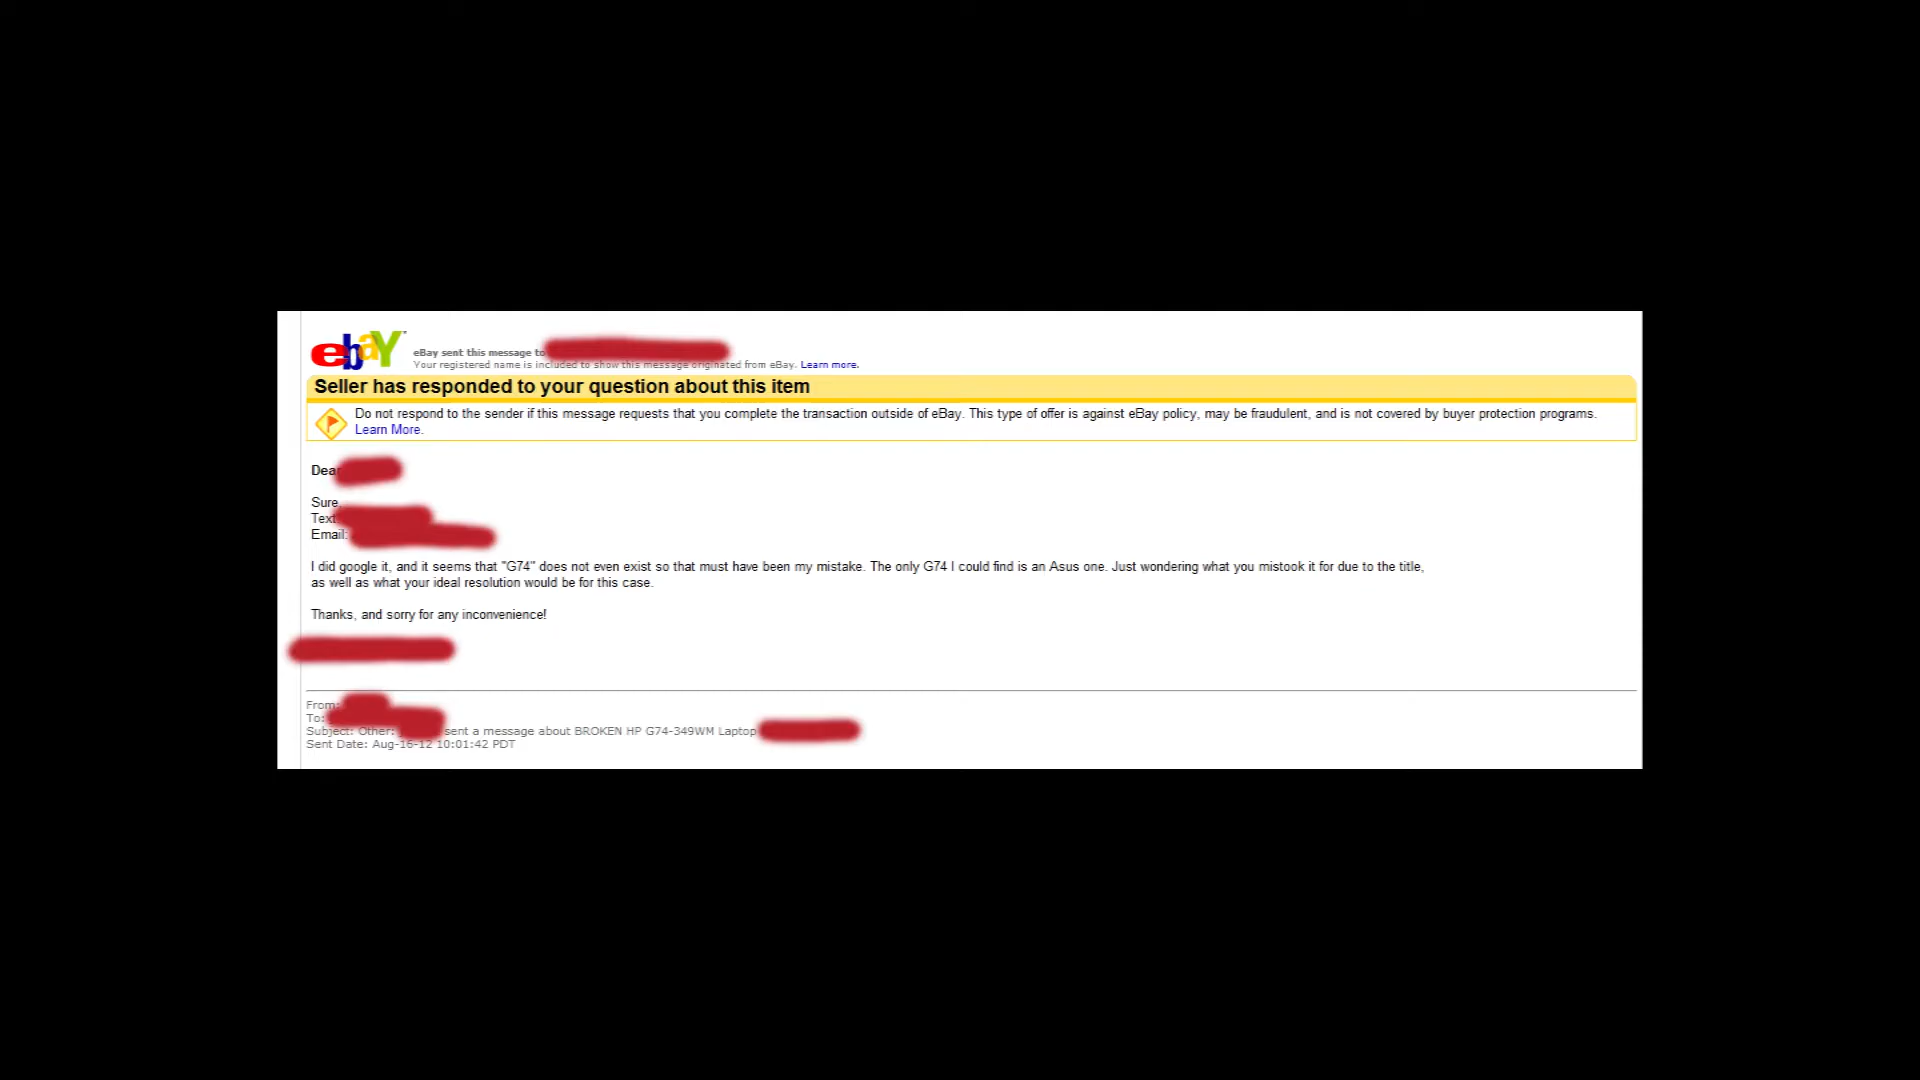 ebaY
eBay sent this message to
Your registered name is included to show this message originated from eBay. Learn more.
Seller has responded to your question about this item
Do not respond to the sender if this message requests that you complete the transaction outside of eBay. This type of offer is against eBay policy, may be fraudulent, and is not covered by buyer protection programs.
Learn More.
Dear
Sure.
Text
Email:
I did google it, and it seems that "G74" does not even exist so that must have been my mistake. The only G74 I could find is an Asus one. Just wondering what you mistook it for due to the title,
as well as what your ideal resolution would be for this case.
Thanks, and sorry for any inconvenience!
From:
To:
Subject: Other: sent a message about BROKEN HP G74-349WM Laptop
Sent Date: Aug-16-12 10:01:42 PDT